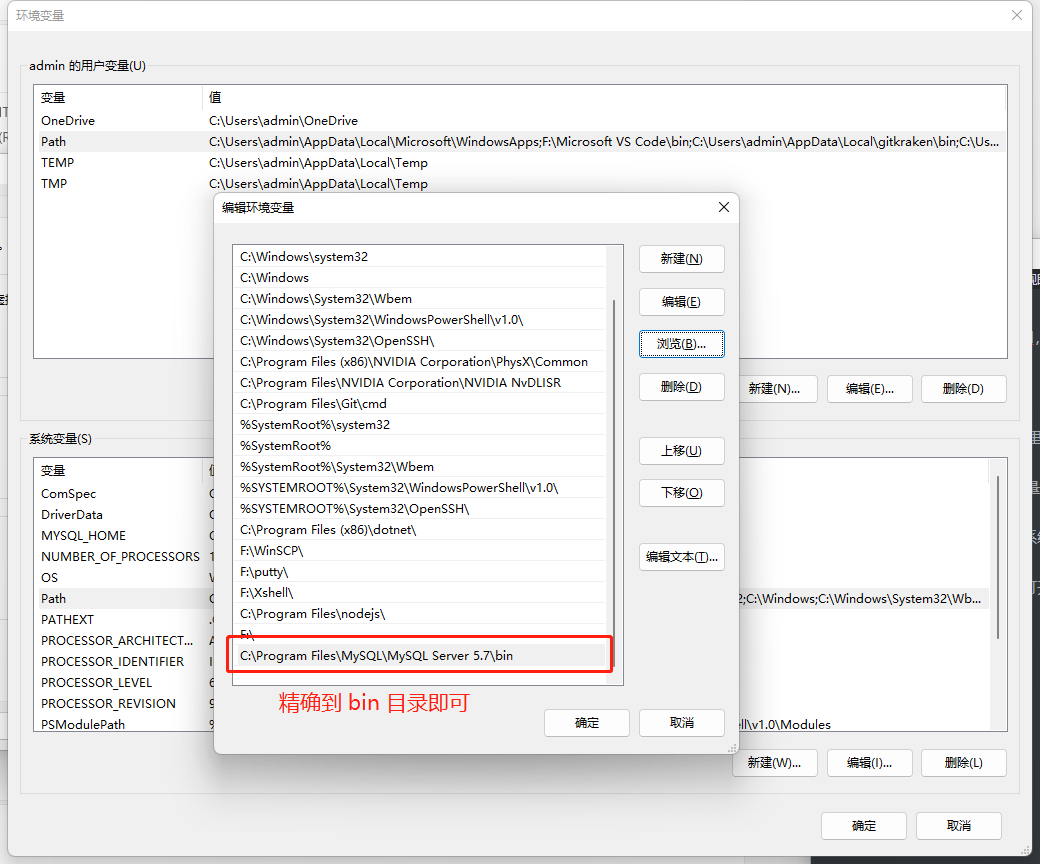 环境变量
admin 的用户变量(U)
变量 值
OneDrive C:\Users\admin\OneDrive
Path C:\Users\admin\AppData\Local\Microsoft\WindowsApps;F:\Microsoft VS Code\bin;C:\Users\admin\AppData\Local\gitkraken\bin;C:\Us...
TEMP C:\Users\admin\AppData\Local\Temp
TMP C:\Users\admin\AppData\Local\Temp
新建(N)... 编辑(E)... 删除(D)
编辑环境变量
C:\Windows\system32
C:\Windows
C:\Windows\System32\Wbem
C:\Windows\System32\WindowsPowerShell\v1.0\
C:\Windows\System32\OpenSSH\
C:\Program Files (x86)\NVIDIA Corporation\PhysX\Common
C:\Program Files\NVIDIA Corporation\NVIDIA NvDLISR
C:\Program Files\Git\cmd
%SystemRoot%\system32
%SystemRoot%
%SystemRoot%\System32\Wbem
%SYSTEMROOT%\System32\WindowsPowerShell\v1.0\
%SYSTEMROOT%\System32\OpenSSH\
C:\Program Files (x86)\dotnet\
F:\WinSCP\
F:\putty\
F:\Xshell\
C:\Program Files\nodejs\
F:\
C:\Program Files\MySQL\MySQL Server 5.7\bin
新建(N)
编辑(E)
浏览(B)...
删除(D)
上移(U)
下移(O)
编辑文本(T)...
精确到 bin 目录即可
确定 取消
系统变量(S)
变量
ComSpec
DriverData
MYSQL_HOME
NUMBER_OF_PROCESSORS
OS
Path 2;C:\Windows;C:\Windows\System32\Wb...
PATHEXT
PROCESSOR_ARCHITECT...
PROCESSOR_IDENTIFIER
PROCESSOR_LEVEL
PROCESSOR_REVISION
PSModulePath ll\v1.0\Modules
新建(W)... 编辑(I)... 删除(L)
确定 取消